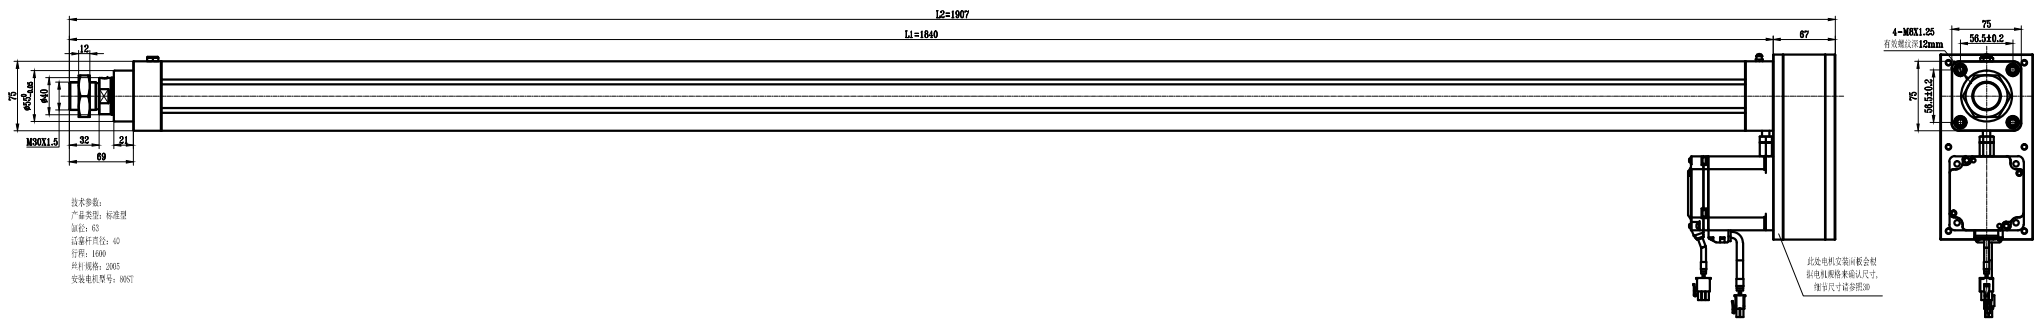 L2=1907
L1=1840
67
12
75
Φ55 0 -0.05
Φ40
M30X1.5
32
21
69
技术参数:
产品类型: 标准型
缸径: 63
活塞杆直径: 40
行程: 1600
丝杆规格: 2005
安装电机型号: 80ST
此处电机安装面板会根
据电机规格来确认尺寸,
细节尺寸请参照3D
4-M8X1.25
有效螺纹深12mm
75
56.5±0.2
75
56.5±0.2